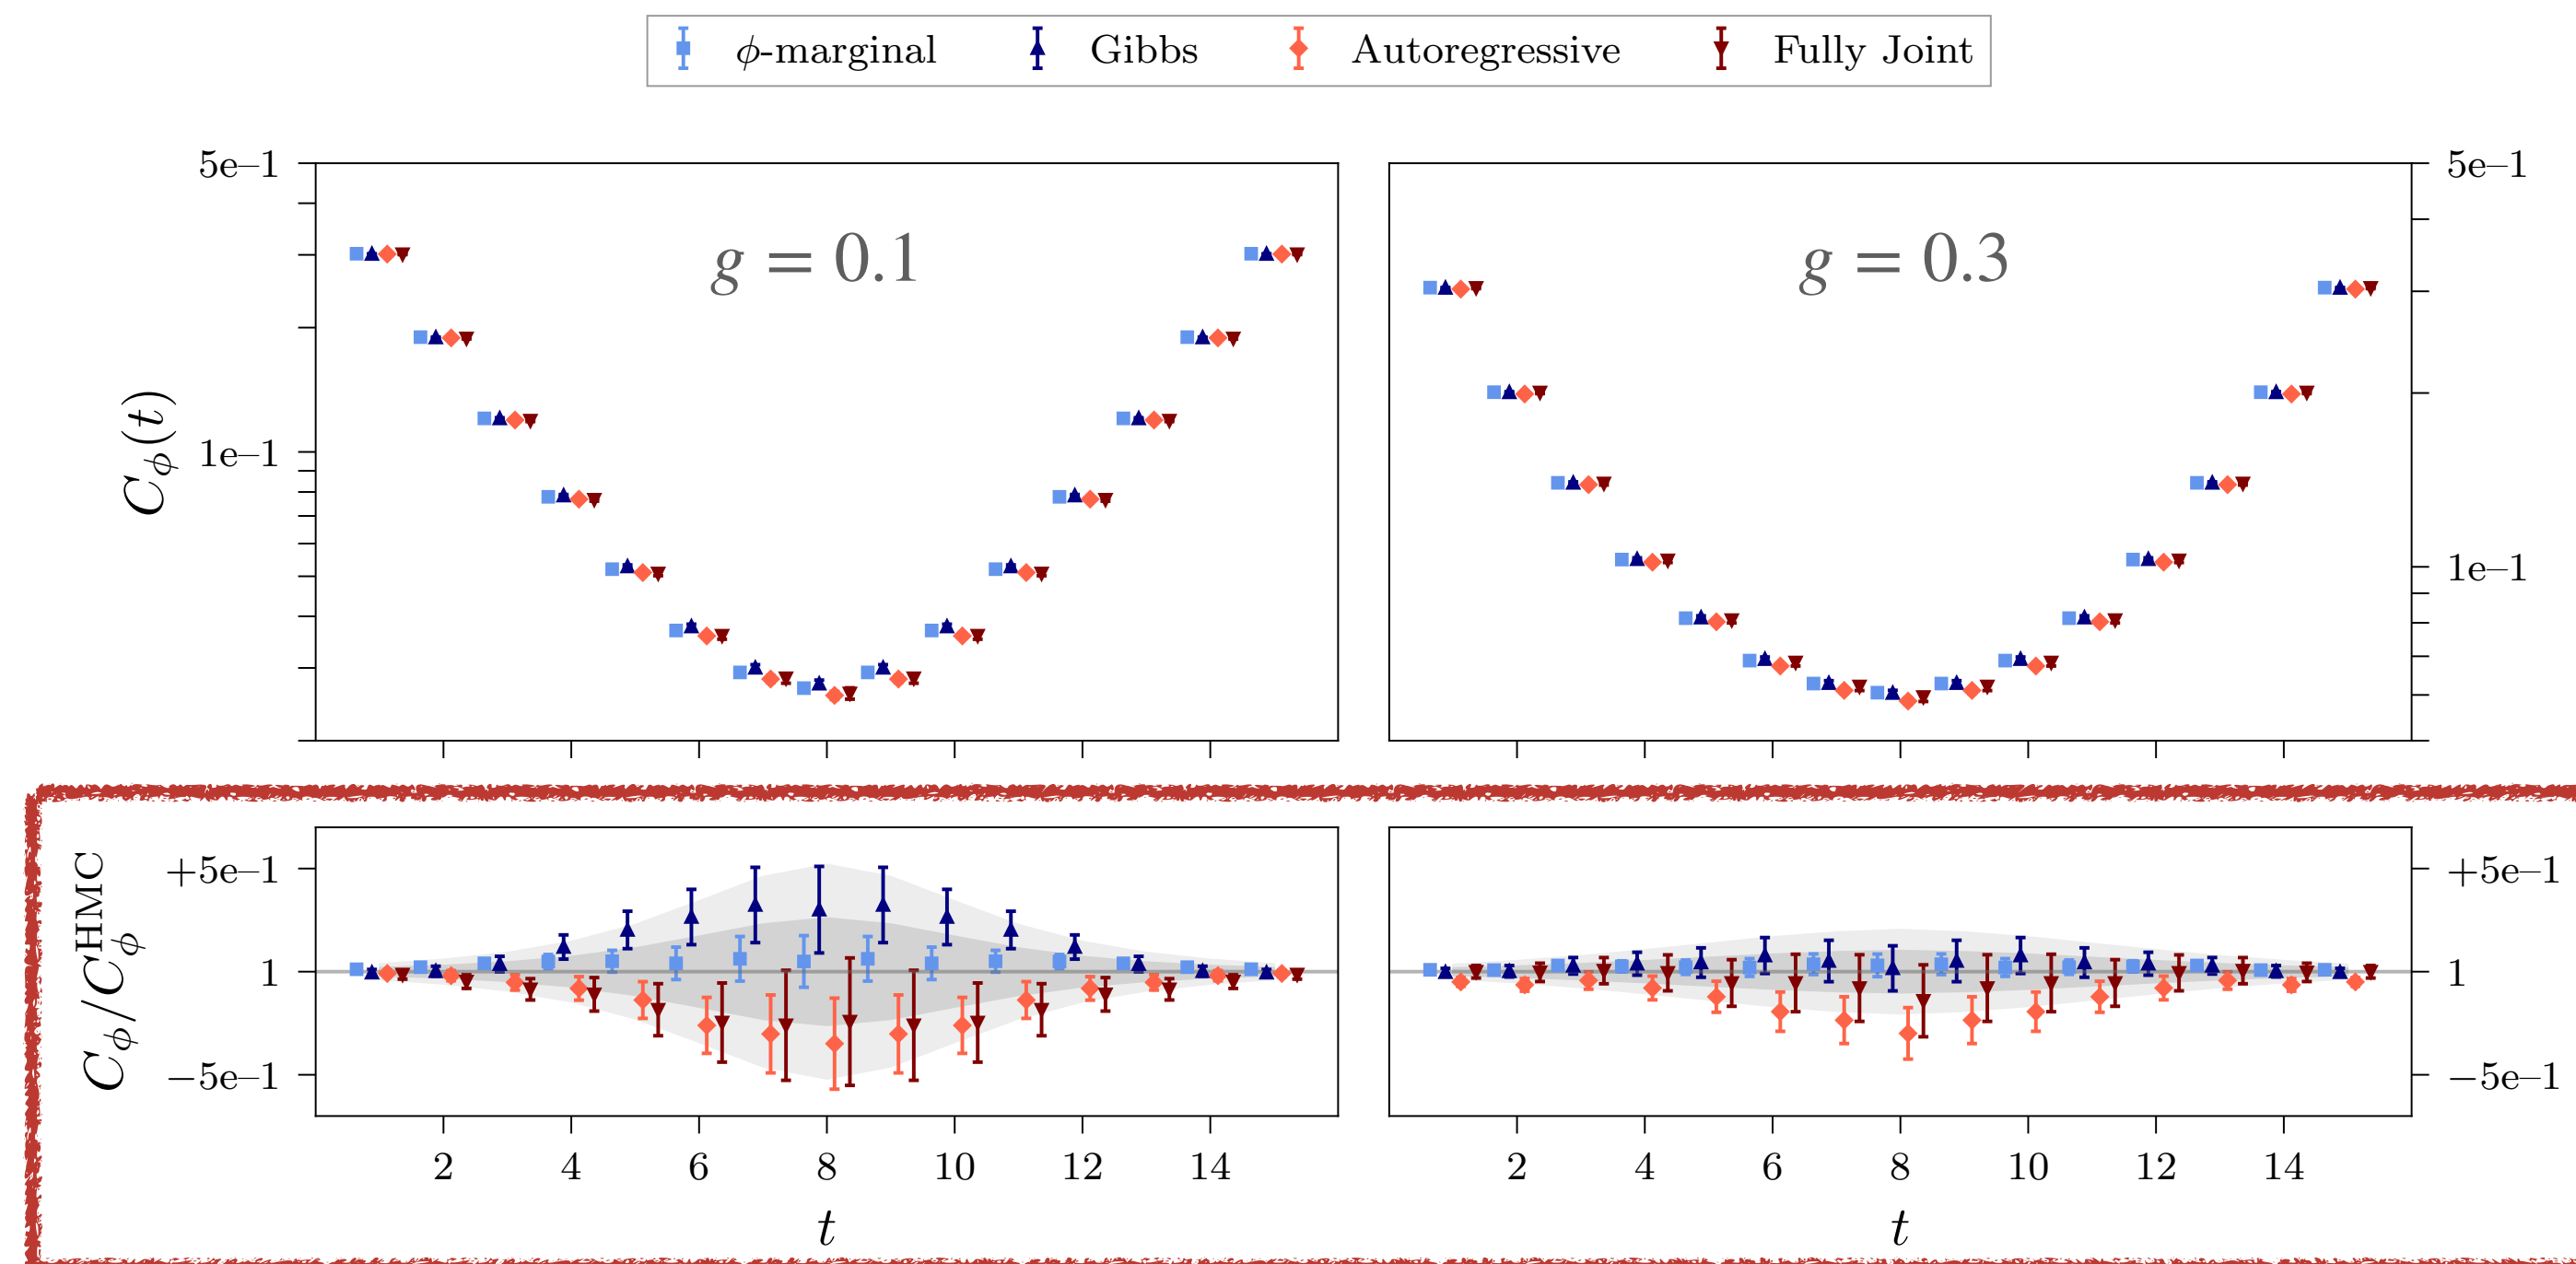 ϕ-marginal Gibbs Autoregressive Fully Joint
5e–1 5e–1
g = 0.1 g = 0.3
C_ϕ(t)
1e–1 1e–1
+5e–1 +5e–1
C_ϕ/C_ϕ^HMC
1 1
−5e–1 −5e–1
2 4 6 8 10 12 14 2 4 6 8 10 12 14
t t